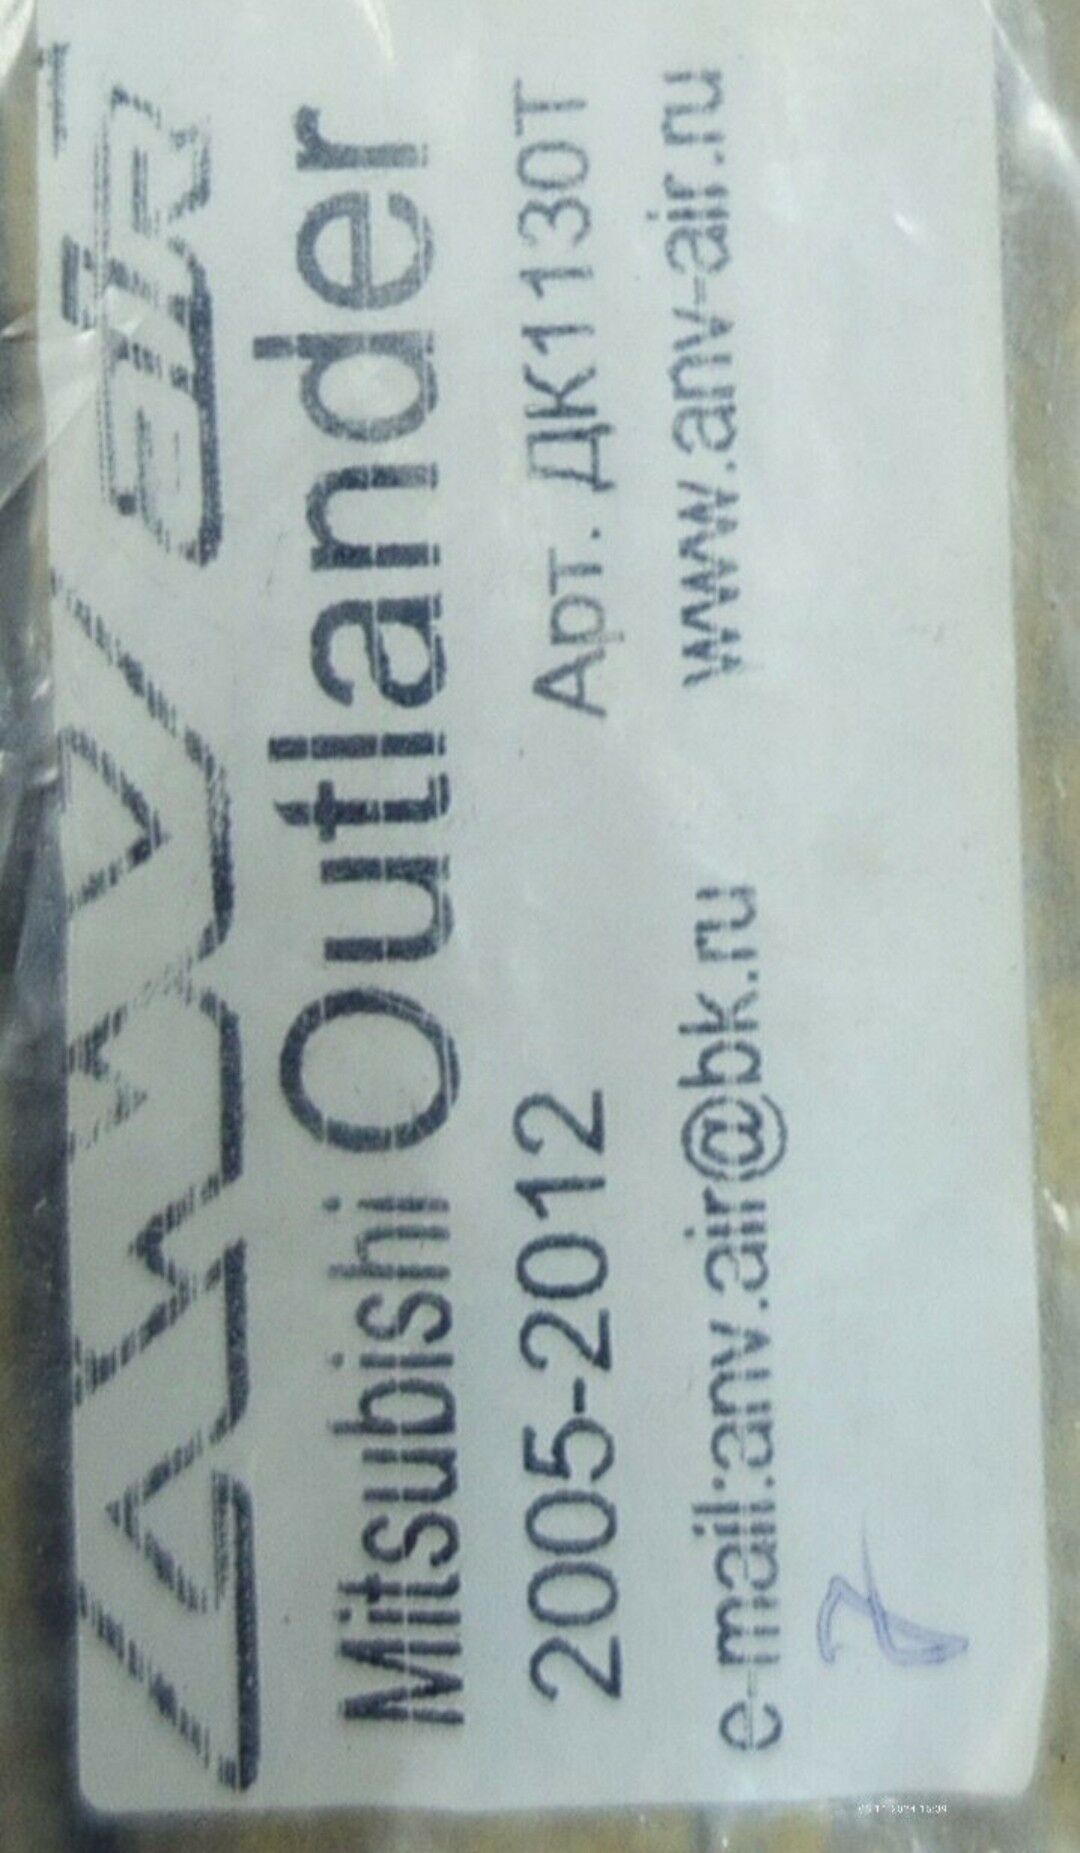 ANV air
Mitsubishi Outlander
2005-2012 Арт. ДК1130Т
e-mail:anv.air@bk.ru www.anv-air.ru